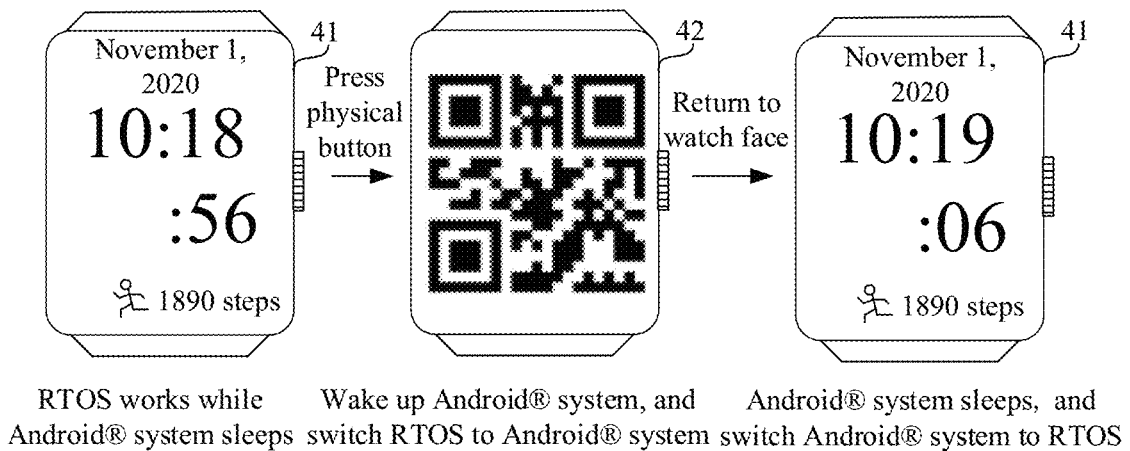 November 1,
2020
10:18
:56
1890 steps
41
Press
physical
button
42
Return to
watch face
November 1,
2020
10:19
:06
1890 steps
41
RTOS works while
Android® system sleeps
Wake up Android® system, and
switch RTOS to Android® system
Android® system sleeps, and
switch Android® system to RTOS